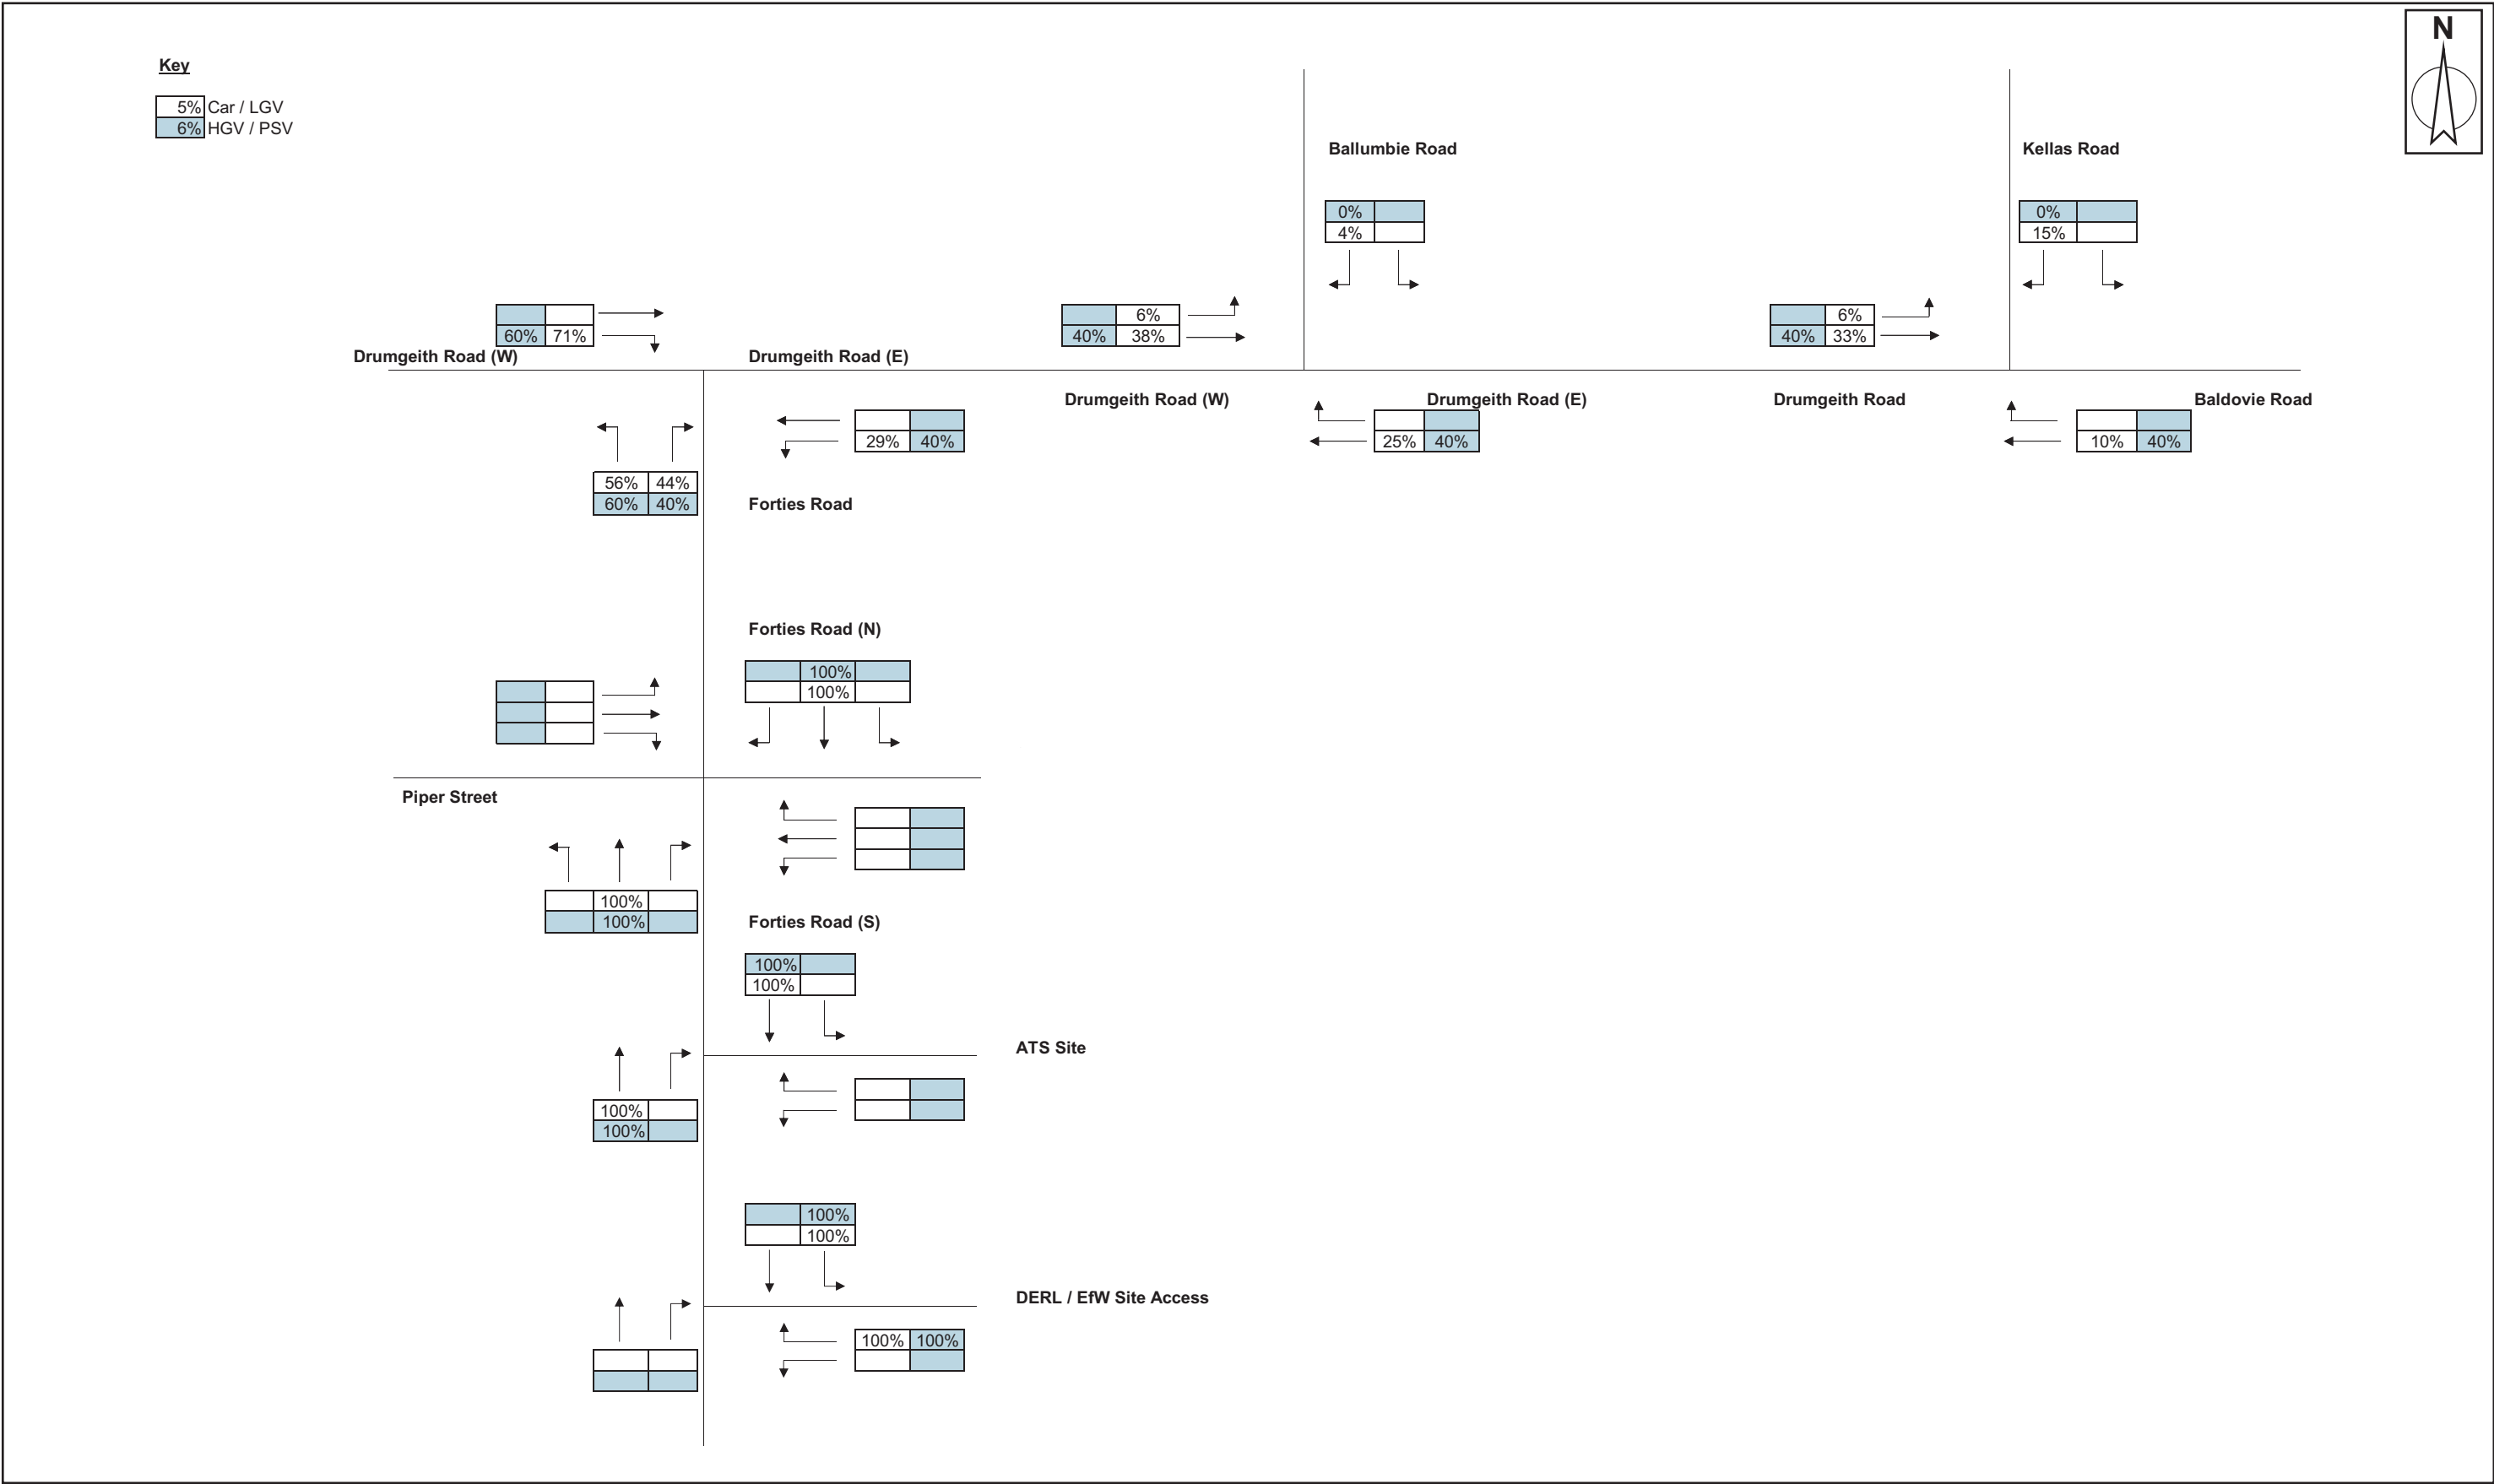 N
Key
5% Car / LGV
6% HGV / PSV
Ballumbie Road
Kellas Road
0%
4%
0%
15%
60% 71%
6%
40% 38%
6%
40% 33%
Drumgeith Road (W)
Drumgeith Road (E)
Drumgeith Road (W)
Drumgeith Road (E)
Drumgeith Road
Baldovie Road
29% 40%
25% 40%
10% 40%
56% 44%
60% 40%
Forties Road
Forties Road (N)
100%
100%
Piper Street
100%
100%
Forties Road (S)
100%
100%
ATS Site
100%
100%
100%
100%
DERL / EfW Site Access
100% 100%